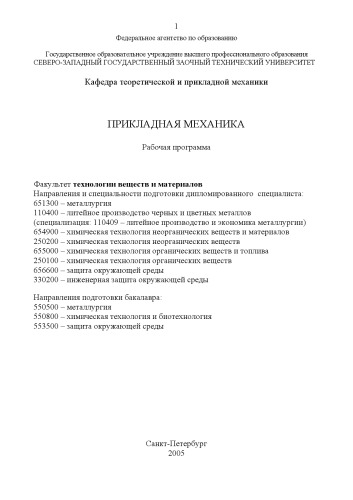 1
Федеральное агентство по образованию
Государственное образовательное учреждение высшего профессионального образования
СЕВЕРО-ЗАПАДНЫЙ ГОСУДАРСТВЕННЫЙ ЗАОЧНЫЙ ТЕХНИЧЕСКИЙ УНИВЕРСИТЕТ
Кафедра теоретической и прикладной механики
ПРИКЛАДНАЯ МЕХАНИКА
Рабочая программа
Факультет технологии веществ и материалов
Направления и специальности подготовки дипломированного специалиста:
651300 – металлургия
110400 – литейное производство черных и цветных металлов
(специализация: 110409 – литейное производство и экономика металлургии)
654900 – химическая технология неорганических веществ и материалов
250200 – химическая технология неорганических веществ
655000 – химическая технология органических веществ и топлива
250100 – химическая технология органических веществ
656600 – защита окружающей среды
330200 – инженерная защита окружающей среды
Направления подготовки бакалавра:
550500 – металлургия
550800 – химическая технология и биотехнология
553500 – защита окружающей среды
Санкт-Петербург
2005